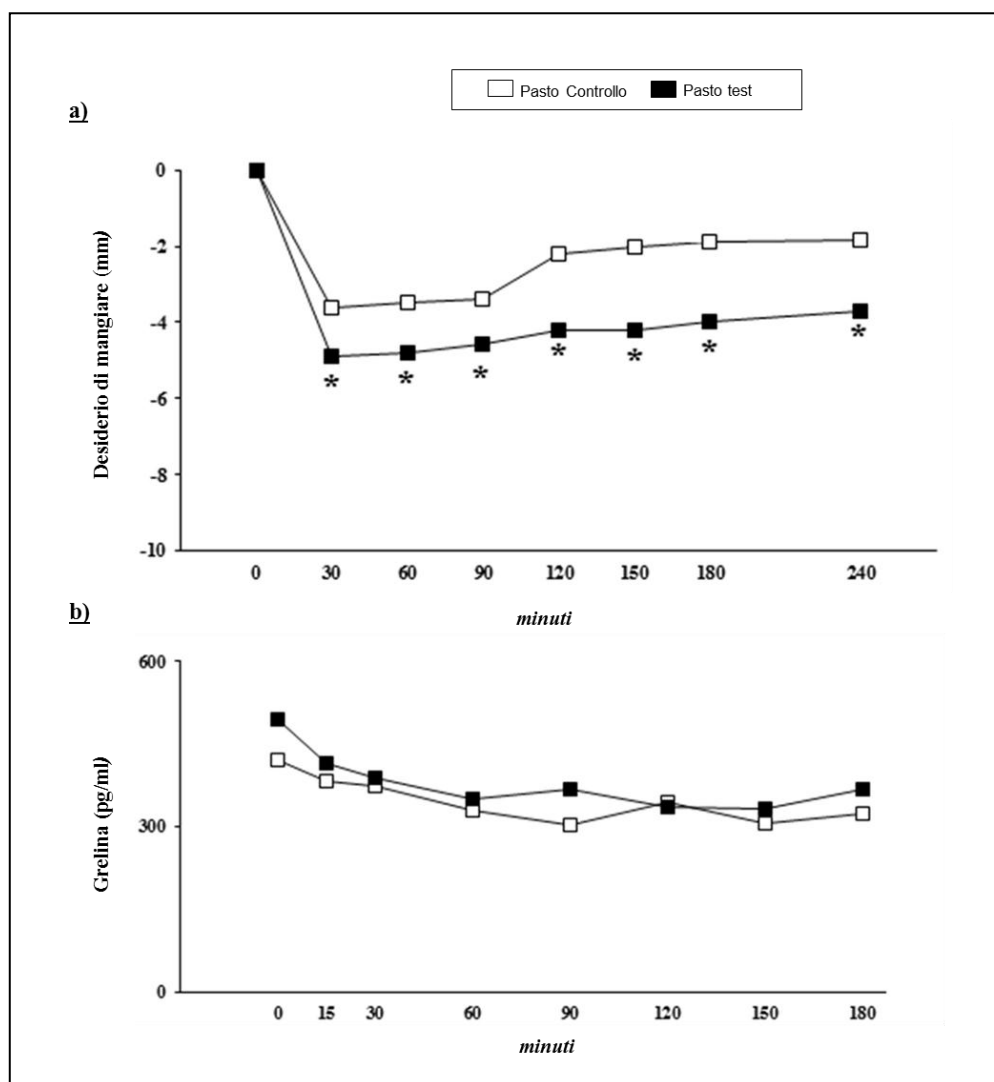 Pasto Controllo Pasto test
a)
Desiderio di mangiare (mm)
0
-2
-4
-6
-8
-10
* * * * * * *
0 30 60 90 120 150 180 240
minuti
b)
Grelina (pg/ml)
600
300
0
0 15 30 60 90 120 150 180
minuti